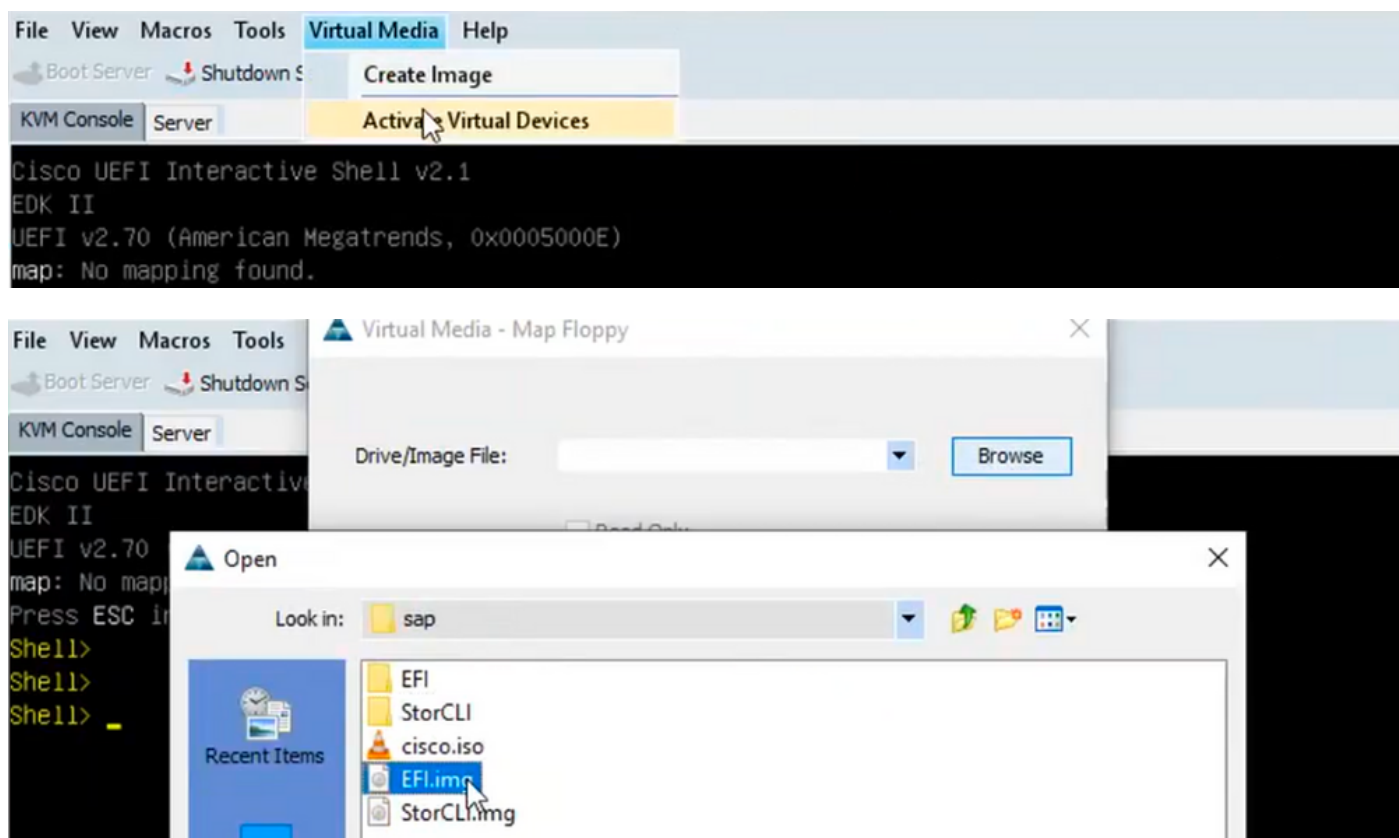 File View Macros Tools Virtual Media Help
Boot Server Shutdown S
Create Image
KVM Console Server
Activate Virtual Devices
Cisco UEFI Interactive Shell v2.1
EDK II
UEFI v2.70 (American Megatrends, 0x0005000E)
map: No mapping found.
File View Macros Tools
Virtual Media - Map Floppy
Boot Server Shutdown S
KVM Console Server
Drive/Image File:
Browse
Cisco UEFI Interactiv
EDK II
Read Only
UEFI v2.70
Open
map: No map
Press ESC i
Look in: sap
Shell>
Shell>
Shell>
EFI
StorCLI
cisco.iso
EFI.img
StorCLI.img
Recent Items